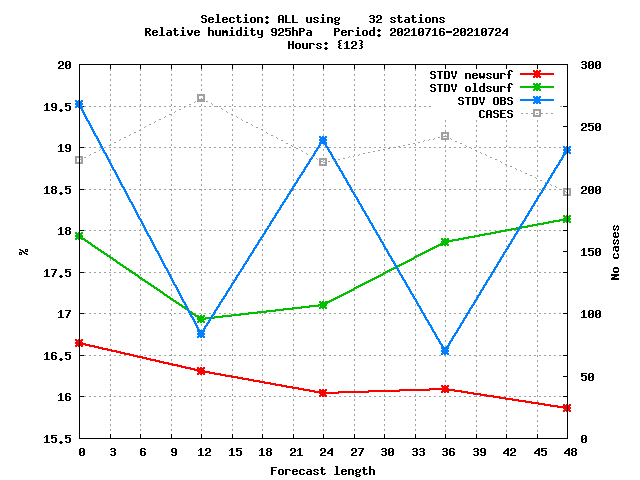 Selection: ALL using    32 stations
Relative humidity 925hPa   Period: 20210716-20210724
Hours: {12}
STDV newsurf
STDV oldsurf
STDV OBS
CASES
20
19.5
19
18.5
18
17.5
17
16.5
16
15.5
%
300
250
200
150
100
50
0
No cases
0 3 6 9 12 15 18 21 24 27 30 33 36 39 42 45 48
Forecast length